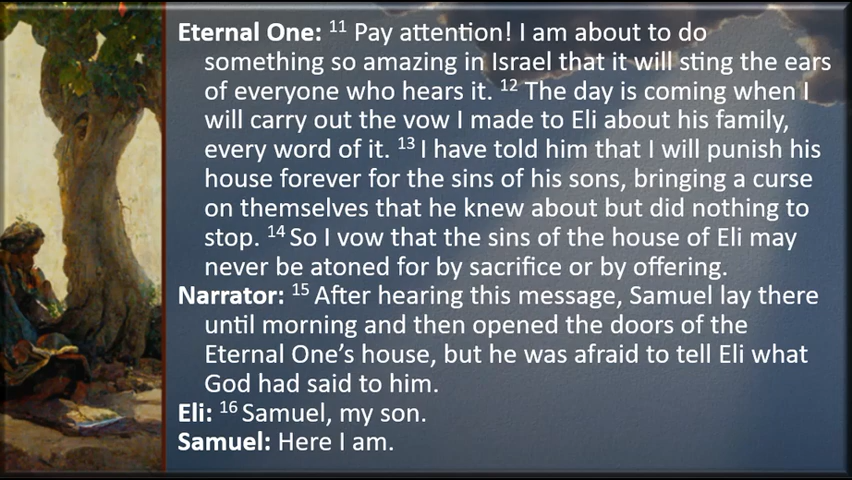 Eternal One: 11 Pay attention! I am about to do
something so amazing in Israel that it will sting the ears
of everyone who hears it. 12 The day is coming when I
will carry out the vow I made to Eli about his family,
every word of it. 13 I have told him that I will punish his
house forever for the sins of his sons, bringing a curse
on themselves that he knew about but did nothing to
stop. 14 So I vow that the sins of the house of Eli may
never be atoned for by sacrifice or by offering.
Narrator: 15 After hearing this message, Samuel lay there
until morning and then opened the doors of the
Eternal One’s house, but he was afraid to tell Eli what
God had said to him.
Eli: 16 Samuel, my son.
Samuel: Here I am.